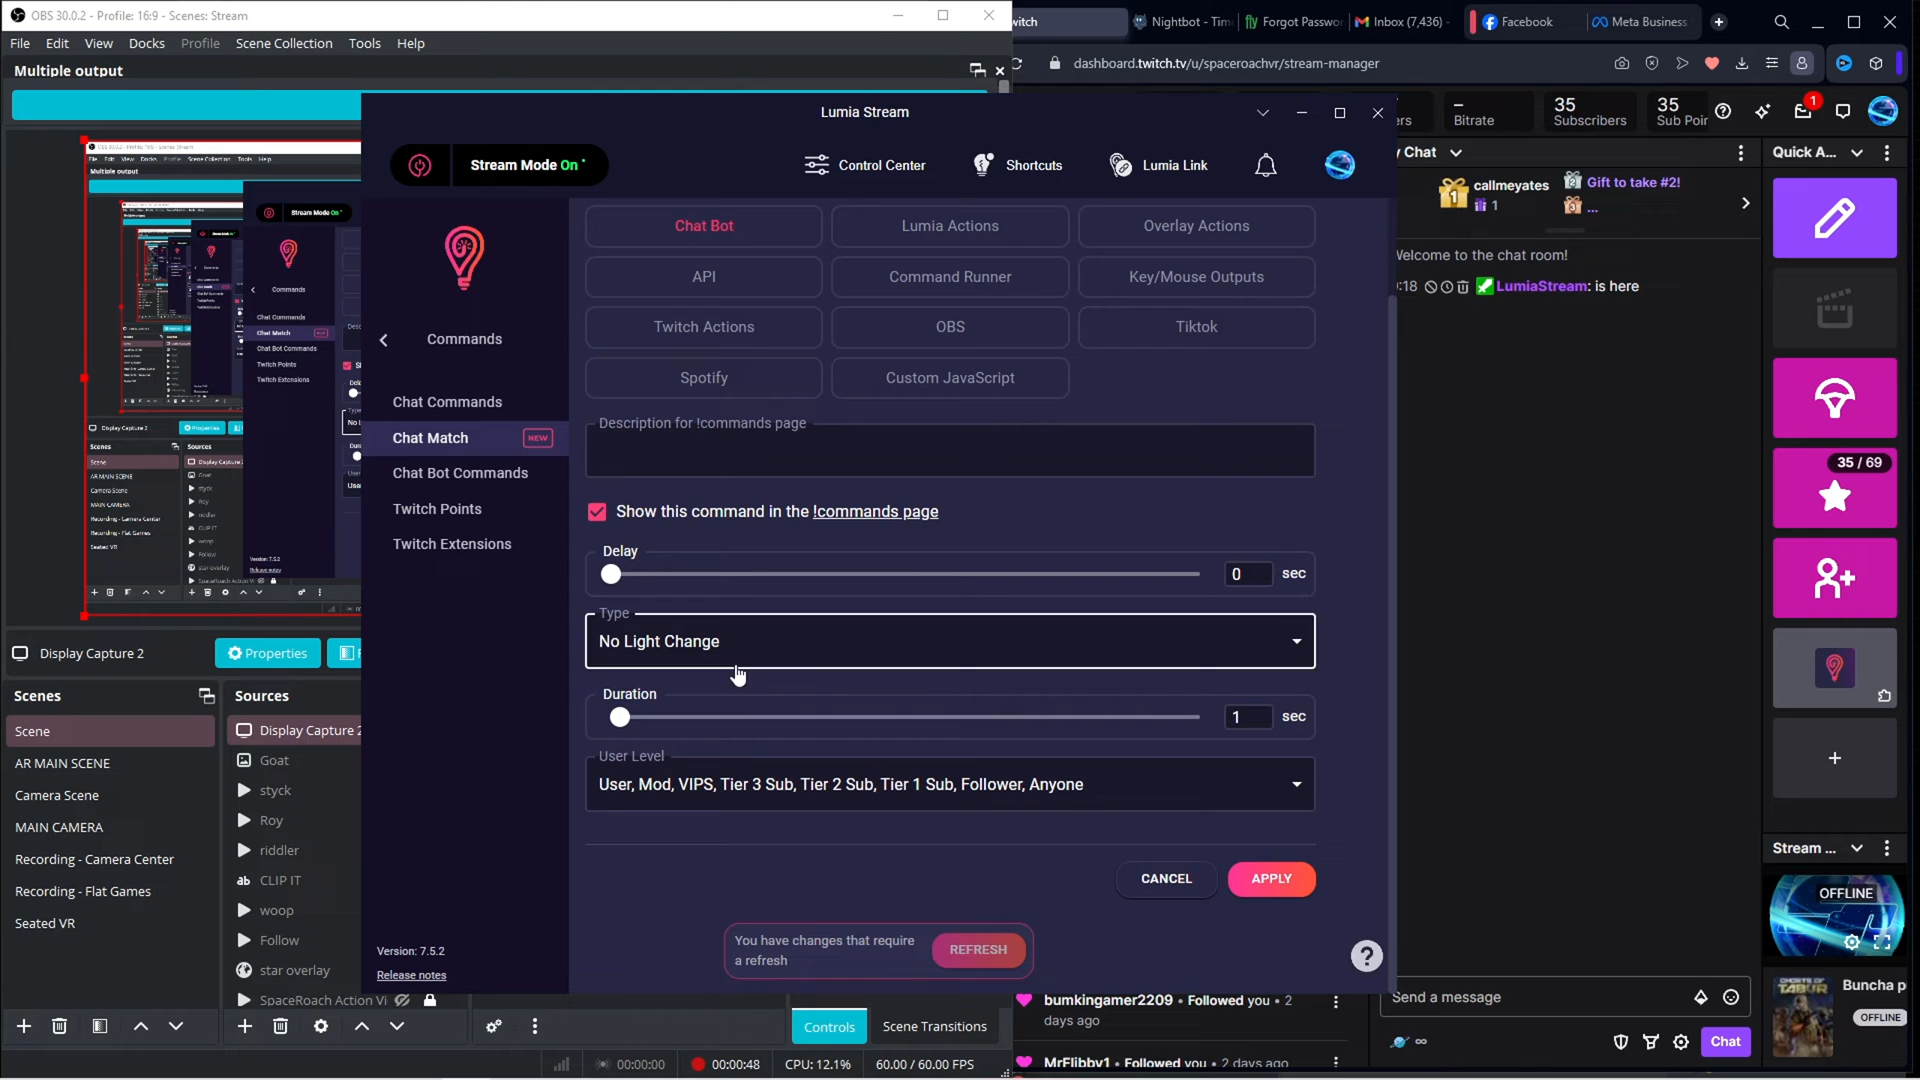 OBS 30.0.2 - Profile: 16:9 - Scenes: Stream
File Edit View Docks Profile Scene Collection Tools Help
Multiple output
Display Capture 2
Properties
Scenes
Scene
AR MAIN SCENE
Camera Scene
MAIN CAMERA
Recording - Camera Center
Recording - Flat Games
Seated VR
Sources
Display Capture 2
Goat
styck
Roy
riddler
ab CLIP IT
woop
Follow
star overlay
SpaceRoach Action Vi
Controls
Scene Transitions
00:00:00
00:00:48
CPU: 12.1%
60.00 / 60.00 FPS
Lumia Stream
Stream Mode On
Control Center
Shortcuts
Lumia Link
Commands
Chat Commands
Chat Match
NEW
Chat Bot Commands
Twitch Points
Twitch Extensions
Version: 7.5.2
Release notes
Chat Bot
Lumia Actions
Overlay Actions
API
Command Runner
Key/Mouse Outputs
Twitch Actions
OBS
Tiktok
Spotify
Custom JavaScript
Description for !commands page
Show this command in the !commands page
Delay
0 sec
Type
No Light Change
Duration
1 sec
User Level
User, Mod, VIPS, Tier 3 Sub, Tier 2 Sub, Tier 1 Sub, Follower, Anyone
CANCEL
APPLY
You have changes that require
a refresh
REFRESH
?
witch
Nightbot - Tim
Forgot Passwor
Inbox (7,436) -
Facebook
Meta Business
dashboard.twitch.tv/u/spaceroachvr/stream-manager
ers
–
Bitrate
35
Subscribers
35
Sub Poir
1
Chat
callmeyates
1
Gift to take #2!
...
Welcome to the chat room!
:18 LumiaStream: is here
Quick A...
35 / 69
+
Stream ...
OFFLINE
Buncha p
OFFLINE
bumkingamer2209 • Followed you • 2
days ago
MrFlibby1 • Followed you • 2 days ago
Send a message
∞
Chat